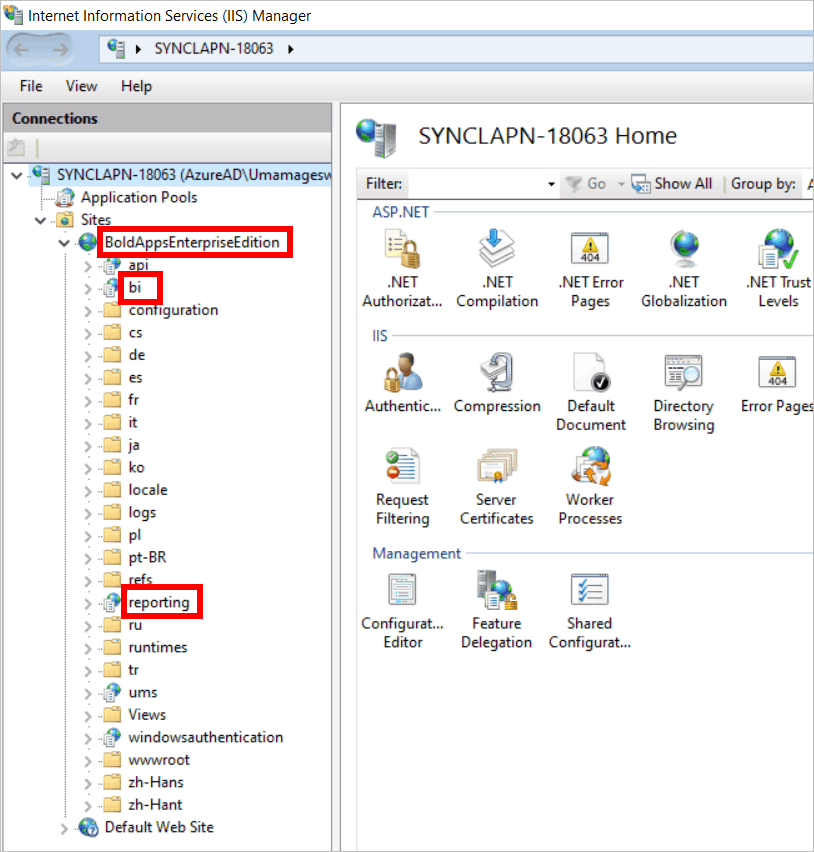 Internet Information Services (IIS) Manager
SYNCLAPN-18063
File View Help
Connections
SYNCLAPN-18063 (AzureAD\Umamagesw
Application Pools
Sites
BoldAppsEnterpriseEdition
api
bi
configuration
cs
de
es
fr
it
ja
ko
locale
logs
pl
pt-BR
refs
reporting
ru
runtimes
tr
ums
Views
windowsauthentication
wwwroot
zh-Hans
zh-Hant
Default Web Site
SYNCLAPN-18063 Home
Filter: Go Show All Group by: A
ASP.NET
.NET Authorizat...
.NET Compilation
404
.NET Error Pages
.NET Globalization
.NET Trust Levels
IIS
Authentic...
Compression
Default Document
Directory Browsing
404
Error Pages
Request Filtering
Server Certificates
Worker Processes
Management
Configurat... Editor
Feature Delegation
Shared Configurat...